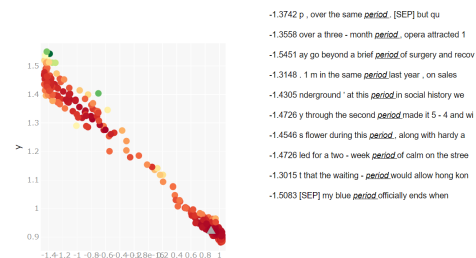 -1.3742 p , over the same period . [SEP] but qu
-1.3558 over a three - month period , opera attracted 1
-1.5451 ay go beyond a brief period of surgery and recov
-1.3148 . 1 m in the same period last year , on sales
-1.4305 nderground ' at this period in social history we
-1.4726 y through the second period made it 5 - 4 and wi
-1.4546 s flower during this period , along with hardy a
-1.4726 led for a two - week period of calm on the stree
-1.3015 t that the waiting - period would allow hong kon
-1.5083 [SEP] my blue period officially ends when
1.5
1.4
1.3
1.2
1.1
1
0.9
y
-1.4 -1.2 -1 -0.8 -0.6 -0.4 0.4 0.6 0.8 1